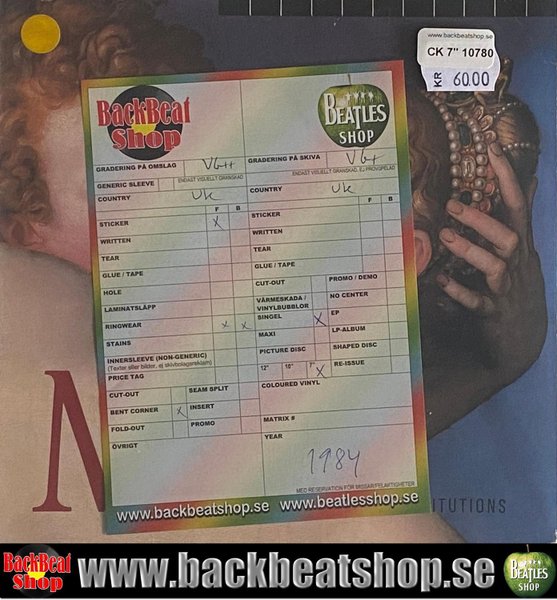 www.backbeatshop.se
CK 7" 10780
KR 60.00
BackBeat
Shop
BEATLES
SHOP
GRADERING PÅ OMSLAG VG++
GRADERING PÅ SKIVA VG+
GENERIC SLEEVE ENDAST VISUELLT GRANSKAD
ENDAST VISUELLT GRANSKAD, EJ PROVSPELAD
COUNTRY UK
COUNTRY UK
F B
F B
STICKER X
STICKER
WRITTEN
WRITTEN
TEAR
TEAR
GLUE / TAPE
GLUE / TAPE
HOLE
CUT-OUT
PROMO / DEMO
LAMINATSLÄPP
VÄRMESKADA /
VINYLBUBBLOR
NO CENTER
RINGWEAR X X
SINGEL X
EP
STAINS
MAXI
LP-ALBUM
INNERSLEEVE (NON-GENERIC)
(Texter eller bilder, ej skivbolagsreklam)
PICTURE DISC
SHAPED DISC
PRICE TAG
12" 10" 7" X
RE-ISSUE
CUT-OUT
SEAM SPLIT
COLOURED VINYL
BENT CORNER X
INSERT
FOLD-OUT
PROMO
MATRIX #
ÖVRIGT
YEAR
1984
MED RESERVATION FÖR MISSAR/FELAKTIGHETER
www.backbeatshop.se www.beatlesshop.se
ITUTIONS
BackBeat
Shop
www.backbeatshop.se
BEATLES
SHOP